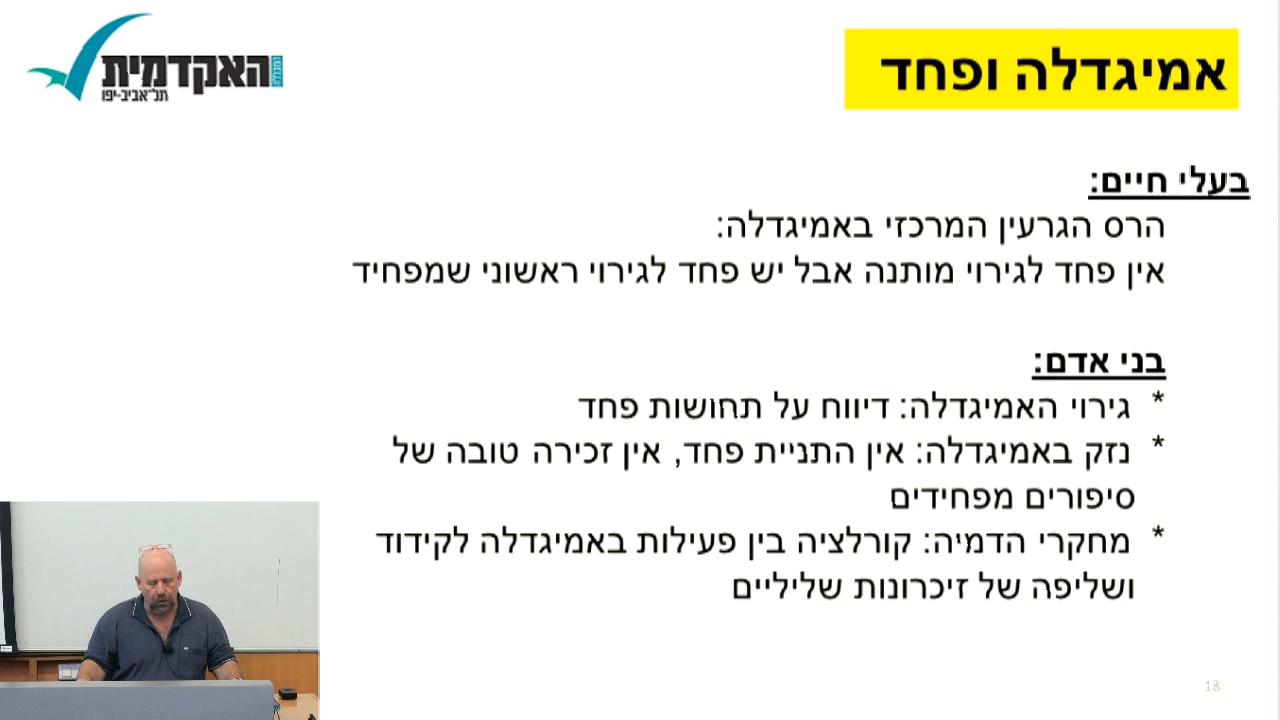 אמיגדלה ופחד
האקדמית
תל־אביב-יפו
בעלי חיים:
הרס הגרעין המרכזי באמיגדלה:
אין פחד לגירוי מותנה אבל יש פחד לגירוי ראשוני שמפחיד
בני אדם:
* גירוי האמיגדלה: דיווח על תחושות פחד
* נזק באמיגדלה: אין התניית פחד, אין זכירה טובה של
סיפורים מפחידים
* מחקרי הדמיה: קורלציה בין פעילות באמיגדלה לקידוד
ושליפה של זיכרונות שליליים
18